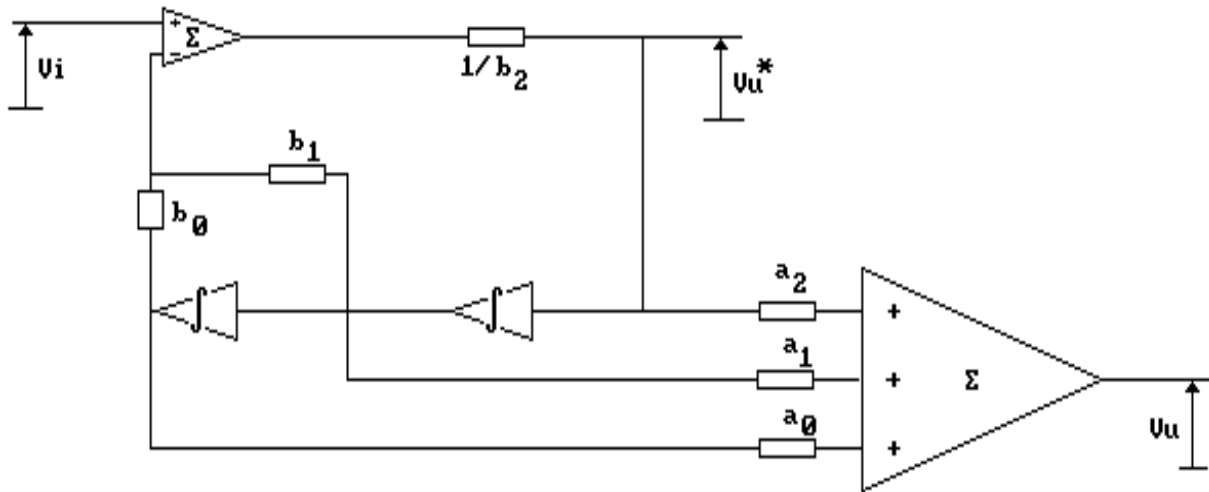 +
Σ
−
Vi
1/b2
Vu*
b1
b0
∫
∫
a2
+
a1
+
Σ
a0
+
Vu